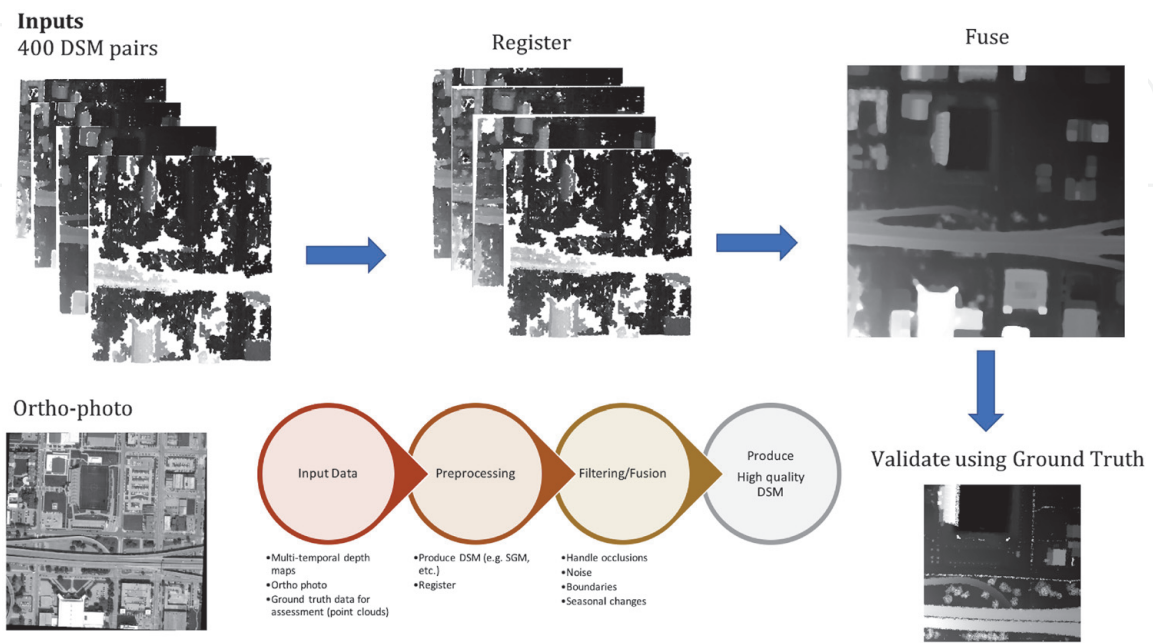 Inputs
400 DSM pairs
Register
Fuse
Ortho-photo
Validate using Ground Truth
Input Data
•Multi-temporal depth
maps
•Ortho photo
•Ground truth data for
assessment (point clouds)
Preprocessing
•Produce DSM (e.g. SGM,
etc.)
•Register
Filtering/Fusion
•Handle occlusions
•Noise
•Boundaries
•Seasonal changes
Produce
High quality
DSM